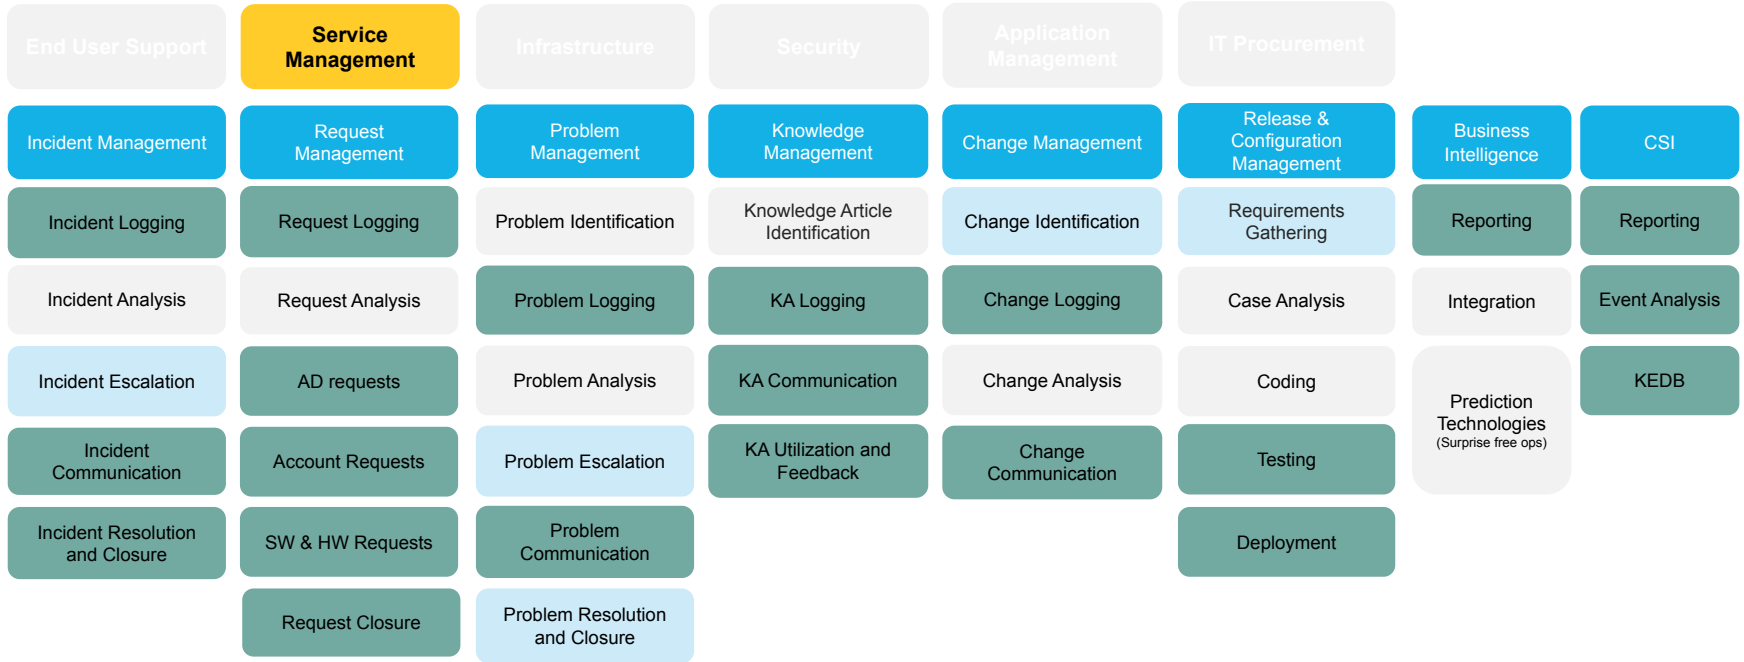 End User Support
Service
Management
Infrastructure
Security
Application
Management
IT Procurement
Incident Management
Request
Management
Problem
Management
Knowledge
Management
Change Management
Release &
Configuration
Management
Business
Intelligence
CSI
Incident Logging
Request Logging
Problem Identification
Knowledge Article
Identification
Change Identification
Requirements
Gathering
Reporting
Reporting
Incident Analysis
Request Analysis
Problem Logging
KA Logging
Change Logging
Case Analysis
Integration
Event Analysis
Incident Escalation
AD requests
Problem Analysis
KA Communication
Change Analysis
Coding
Prediction
Technologies
(Surprise free ops)
KEDB
Incident
Communication
Account Requests
Problem Escalation
KA Utilization and
Feedback
Change
Communication
Testing
Incident Resolution
and Closure
SW & HW Requests
Problem
Communication
Deployment
Request Closure
Problem Resolution
and Closure